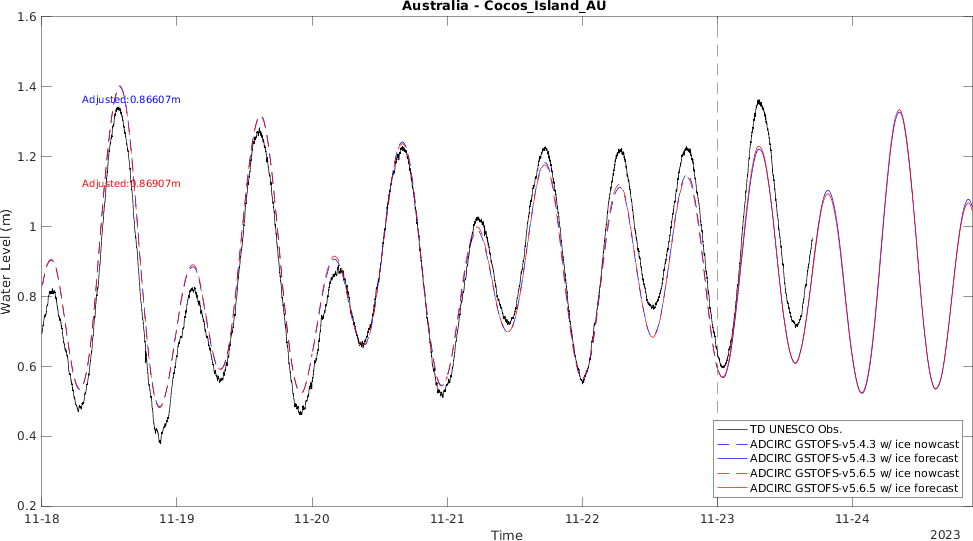 Australia - Cocos_Island_AU
1.6
1.4
1.2
1
0.8
0.6
0.4
0.2
Water Level (m)
Adjusted:0.86607m
Adjusted:0.86907m
TD UNESCO Obs.
ADCIRC GSTOFS-v5.4.3 w/ ice nowcast
ADCIRC GSTOFS-v5.4.3 w/ ice forecast
ADCIRC GSTOFS-v5.6.5 w/ ice nowcast
ADCIRC GSTOFS-v5.6.5 w/ ice forecast
11-18 11-19 11-20 11-21 11-22 11-23 11-24
Time
2023